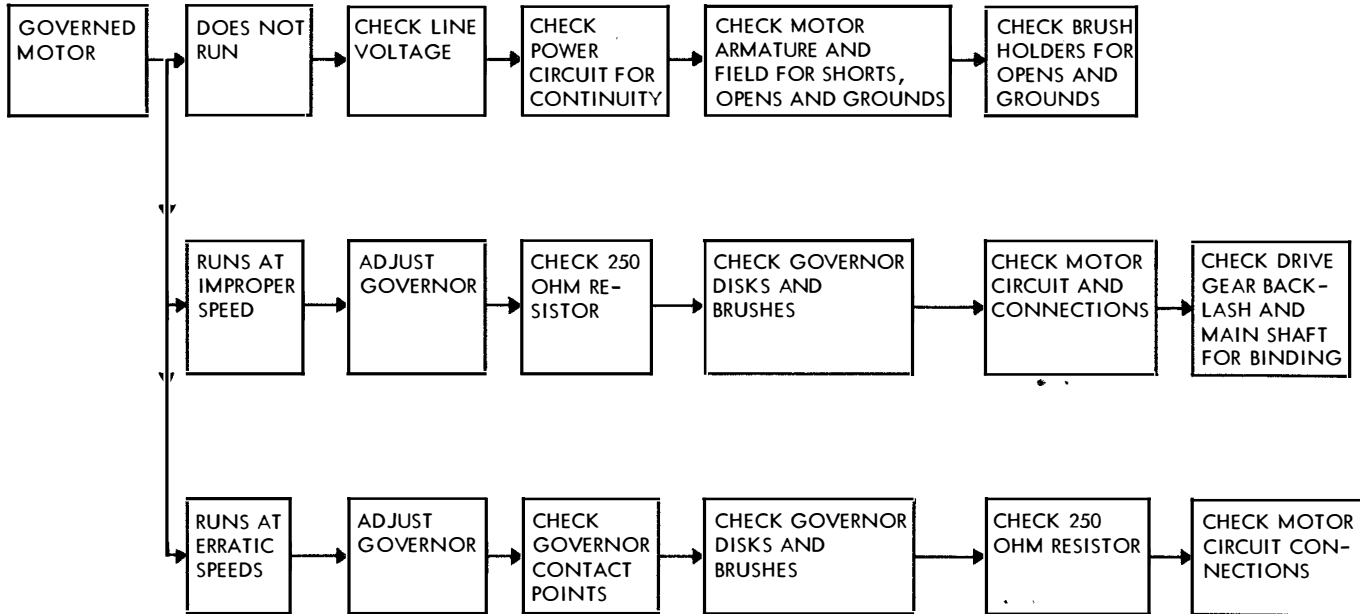 GOVERNED
MOTOR
DOES NOT
RUN
CHECK LINE
VOLTAGE
CHECK
POWER
CIRCUIT FOR
CONTINUITY
CHECK MOTOR
ARMATURE AND
FIELD FOR SHORTS,
OPENS AND GROUNDS
CHECK BRUSH
HOLDERS FOR
OPENS AND
GROUNDS
RUNS AT
IMPROPER
SPEED
ADJUST
GOVERNOR
CHECK 250
OHM RE-
SISTOR
CHECK GOVERNOR
DISKS AND
BRUSHES
CHECK MOTOR
CIRCUIT AND
CONNECTIONS
CHECK DRIVE
GEAR BACK-
LASH AND
MAIN SHAFT
FOR BINDING
RUNS AT
ERRATIC
SPEEDS
ADJUST
GOVERNOR
CHECK
GOVERNOR
CONTACT
POINTS
CHECK GOVERNOR
DISKS AND
BRUSHES
CHECK 250
OHM RESISTOR
CHECK MOTOR
CIRCUIT CON-
NECTIONS